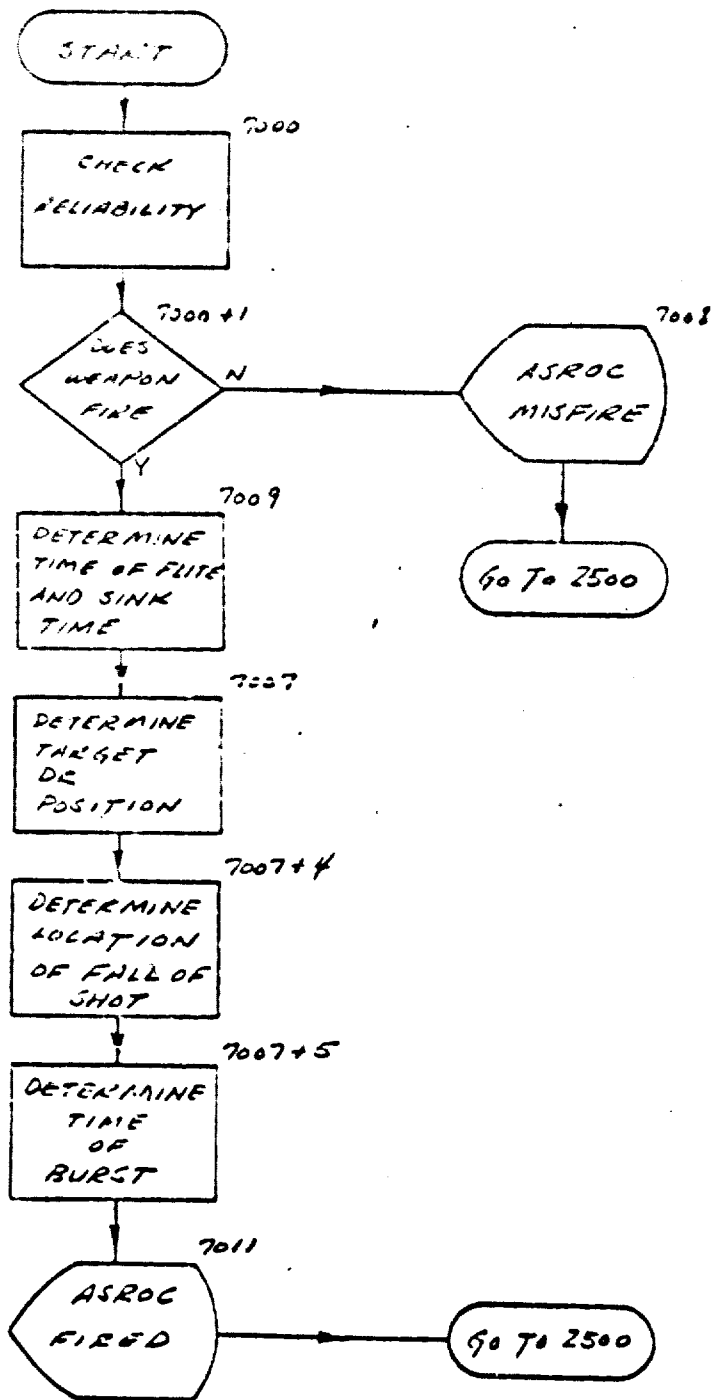 START
7000
CHECK
RELIABILITY
7000+1
DOES
WEAPON
FIRE
N
Y
7008
ASROC
MISFIRE
GO TO 2500
7009
DETERMINE
TIME OF FLITE
AND SINK
TIME
7007
DETERMINE
TARGET
DR
POSITION
7007+4
DETERMINE
LOCATION
OF FALL OF
SHOT
7007+5
DETERMINE
TIME
OF
BURST
7011
ASROC
FIRED
GO TO 2500